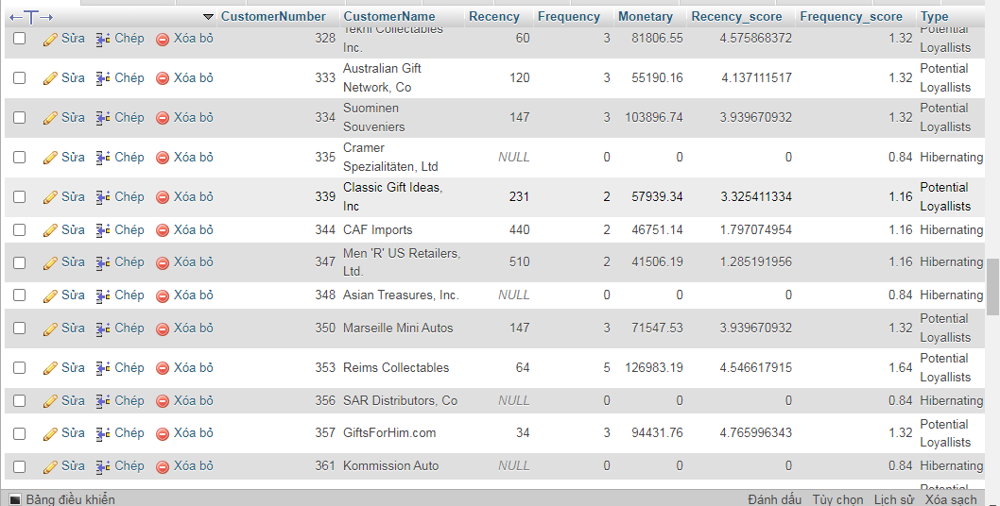 CustomerNumber CustomerName Recency Frequency Monetary Recency_score Frequency_score Type
Sửa Chép Xóa bỏ 328 Tekni Collectables Inc. 60 3 81806.55 4.575868372 1.32 Potential Loyallists
Sửa Chép Xóa bỏ 333 Australian Gift Network, Co 120 3 55190.16 4.137111517 1.32 Potential Loyallists
Sửa Chép Xóa bỏ 334 Suominen Souveniers 147 3 103896.74 3.939670932 1.32 Potential Loyallists
Sửa Chép Xóa bỏ 335 Cramer Spezialitäten, Ltd NULL 0 0 0 0.84 Hibernating
Sửa Chép Xóa bỏ 339 Classic Gift Ideas, Inc 231 2 57939.34 3.325411334 1.16 Potential Loyallists
Sửa Chép Xóa bỏ 344 CAF Imports 440 2 46751.14 1.797074954 1.16 Hibernating
Sửa Chép Xóa bỏ 347 Men 'R' US Retailers, Ltd. 510 2 41506.19 1.285191956 1.16 Hibernating
Sửa Chép Xóa bỏ 348 Asian Treasures, Inc. NULL 0 0 0 0.84 Hibernating
Sửa Chép Xóa bỏ 350 Marseille Mini Autos 147 3 71547.53 3.939670932 1.32 Potential Loyallists
Sửa Chép Xóa bỏ 353 Reims Collectables 64 5 126983.19 4.546617915 1.64 Potential Loyallists
Sửa Chép Xóa bỏ 356 SAR Distributors, Co NULL 0 0 0 0.84 Hibernating
Sửa Chép Xóa bỏ 357 GiftsForHim.com 34 3 94431.76 4.765996343 1.32 Potential Loyallists
Sửa Chép Xóa bỏ 361 Kommission Auto NULL 0 0 0 0.84 Hibernating
Potential
Bảng điều khiển Đánh dấu Tùy chọn Lịch sử Xóa sạch